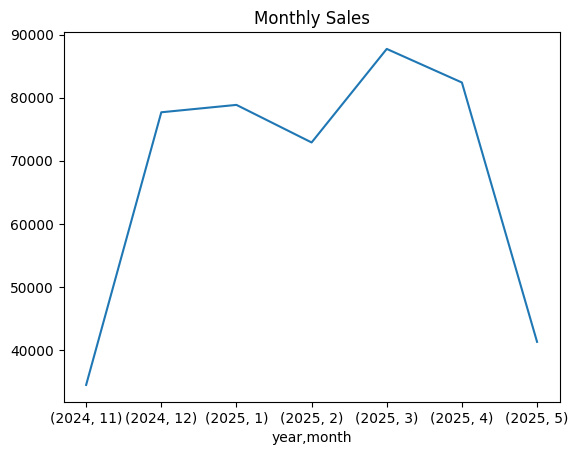 Monthly Sales
90000
80000
70000
60000
50000
40000
(2024, 11) (2024, 12) (2025, 1) (2025, 2) (2025, 3) (2025, 4) (2025, 5)
year,month